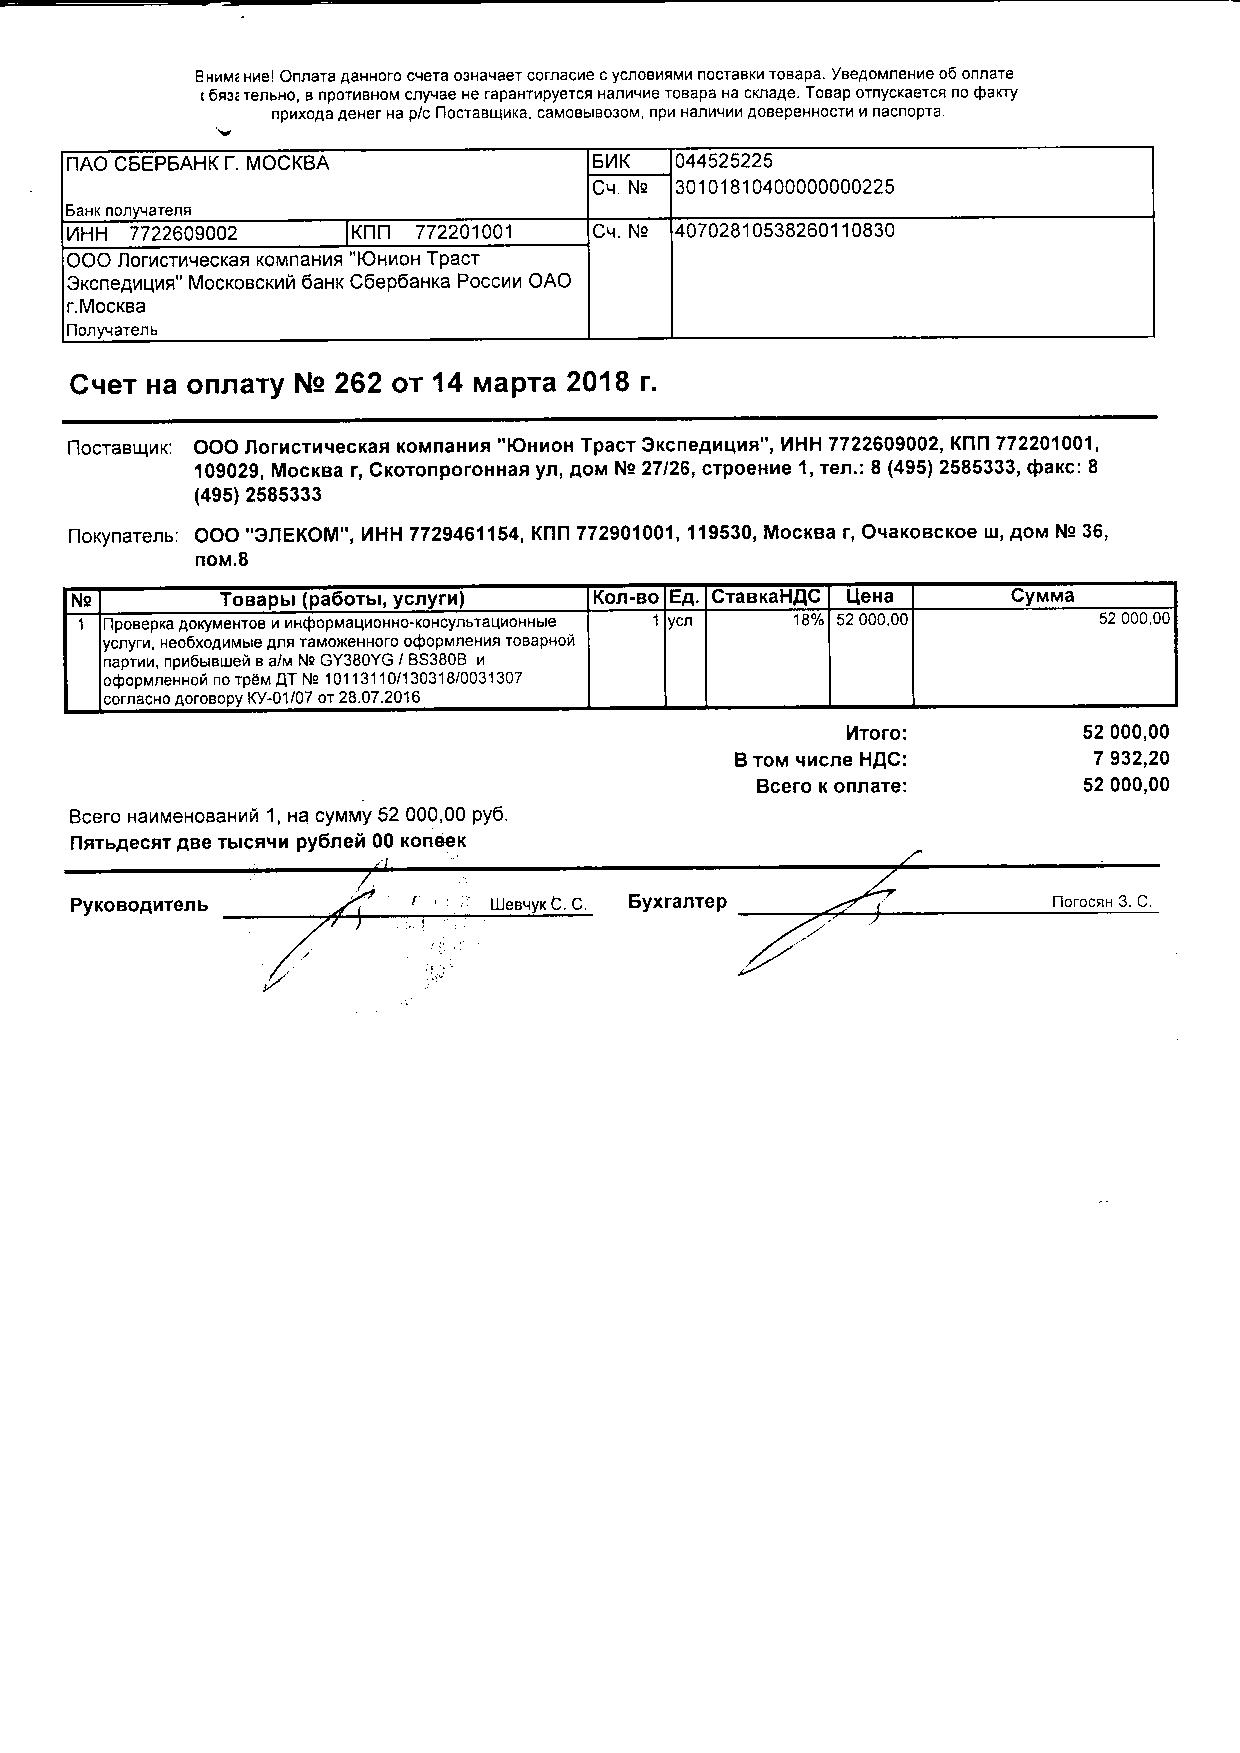 Внимание! Оплата данного счета означает согласие с условиями поставки товара. Уведомление об оплате
обязательно, в противном случае не гарантируется наличие товара на складе. Товар отпускается по факту
прихода денег на р/с Поставщика, самовывозом, при наличии доверенности и паспорта.
ПАО СБЕРБАНК Г. МОСКВА БИК 044525225
Сч. № 30101810400000000225
Банк получателя
ИНН 7722609002 КПП 772201001 Сч. № 40702810538260110830
ООО Логистическая компания "Юнион Траст
Экспедиция" Московский банк Сбербанка России ОАО
г.Москва
Получатель
Счет на оплату № 262 от 14 марта 2018 г.
Поставщик: ООО Логистическая компания "Юнион Траст Экспедиция", ИНН 7722609002, КПП 772201001,
109029, Москва г, Скотопрогонная ул, дом № 27/26, строение 1, тел.: 8 (495) 2585333, факс: 8
(495) 2585333
Покупатель: ООО "ЭЛЕКОМ", ИНН 7729461154, КПП 772901001, 119530, Москва г, Очаковское ш, дом № 36,
пом.8
№ Товары (работы, услуги) Кол-во Ед. СтавкаНДС Цена Сумма
1 Проверка документов и информационно-консультационные 1 усл 18% 52 000,00 52 000,00
услуги, необходимые для таможенного оформления товарной
партии, прибывшей в а/м № GY380YG / BS380B и
оформленной по трём ДТ № 10113110/130318/0031307
согласно договору КУ-01/07 от 28.07.2016
Итого: 52 000,00
В том числе НДС: 7 932,20
Всего к оплате: 52 000,00
Всего наименований 1, на сумму 52 000,00 руб.
Пятьдесят две тысячи рублей 00 копеек
Руководитель Шевчук С. С. Бухгалтер Погосян З. С.